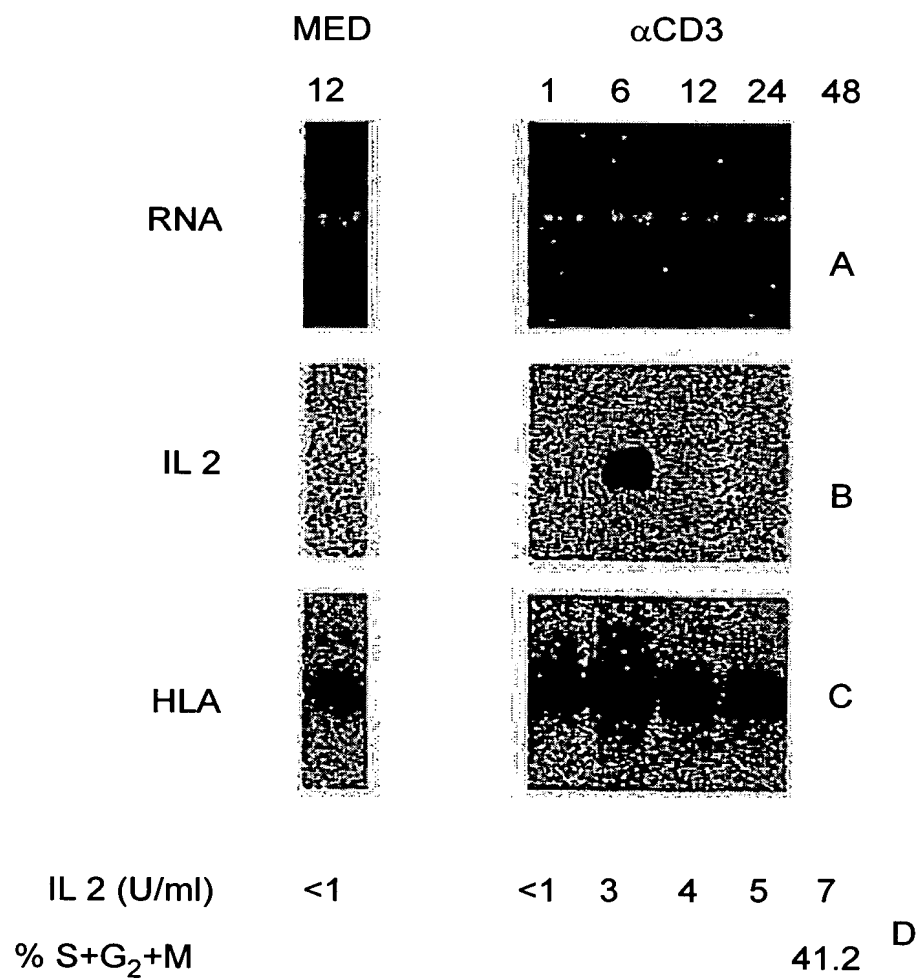 MED αCD3
12 1 6 12 24 48
RNA
A
IL 2
B
HLA
C
IL 2 (U/ml) <1 <1 3 4 5 7
D
% S+G₂+M 41.2